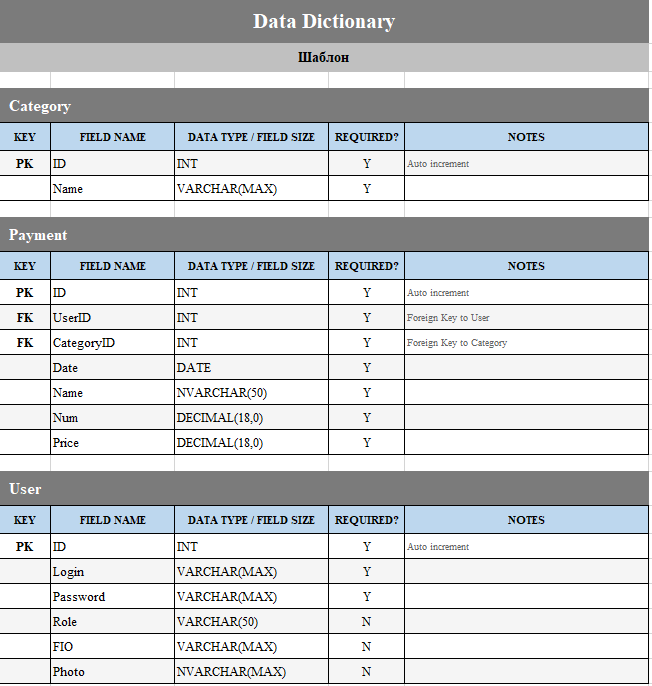 Data Dictionary
Шаблон
Category
KEY FIELD NAME DATA TYPE / FIELD SIZE REQUIRED? NOTES
PK ID INT Y Auto increment
Name VARCHAR(MAX) Y
Payment
KEY FIELD NAME DATA TYPE / FIELD SIZE REQUIRED? NOTES
PK ID INT Y Auto increment
FK UserID INT Y Foreign Key to User
FK CategoryID INT Y Foreign Key to Category
Date DATE Y
Name NVARCHAR(50) Y
Num DECIMAL(18,0) Y
Price DECIMAL(18,0) Y
User
KEY FIELD NAME DATA TYPE / FIELD SIZE REQUIRED? NOTES
PK ID INT Y Auto increment
Login VARCHAR(MAX) Y
Password VARCHAR(MAX) Y
Role VARCHAR(50) N
FIO VARCHAR(MAX) N
Photo NVARCHAR(MAX) N